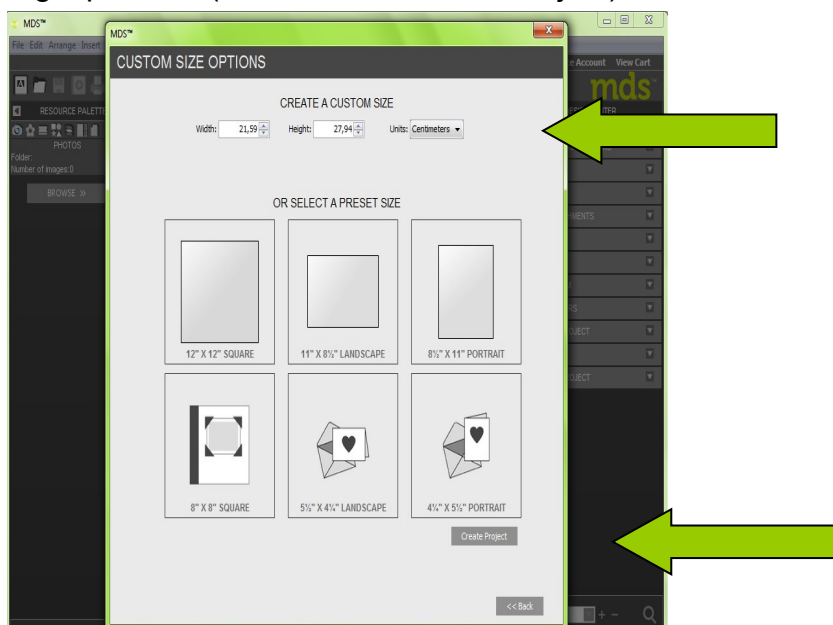 MDS™
MDS™
File Edit Arrange Insert
Account View Cart
CUSTOM SIZE OPTIONS
mds
RESOURCE PALETTE
PHOTOS
Folder:
Number of images:0
BROWSE >>
CREATE A CUSTOM SIZE
Width: 21,59 Height: 27,94 Units: Centimeters
OR SELECT A PRESET SIZE
12" X 12" SQUARE
11" X 8½" LANDSCAPE
8½" X 11" PORTRAIT
8" X 8" SQUARE
5½" X 4¼" LANDSCAPE
4¼" X 5½" PORTRAIT
Create Project
<< Back